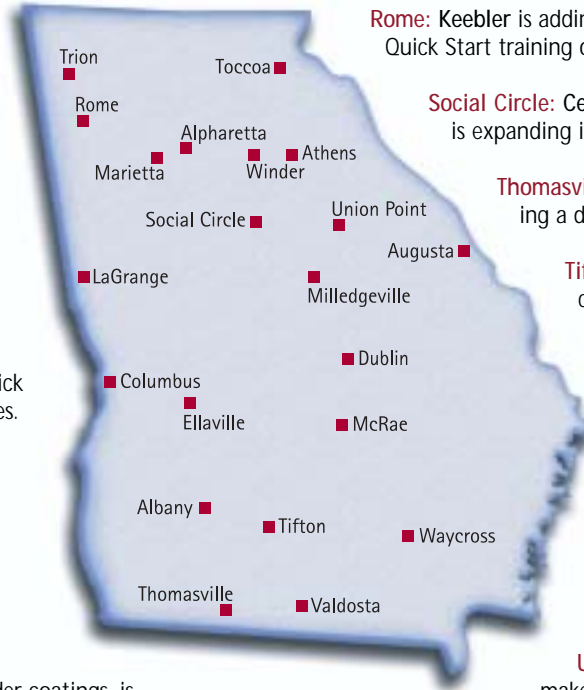 Rome: Keebler is addin
Quick Start training
Social Circle: Ce
is expanding i
Thomasvi
ing a d
Tif
Trion
Toccoa
Rome
Alpharetta
Marietta
Winder
Athens
Social Circle
Union Point
Augusta
LaGrange
Milledgeville
Dublin
ick
es.
Columbus
Ellaville
McRae
Albany
Tifton
Waycross
Thomasville
Valdosta
U
der coatings, is
make